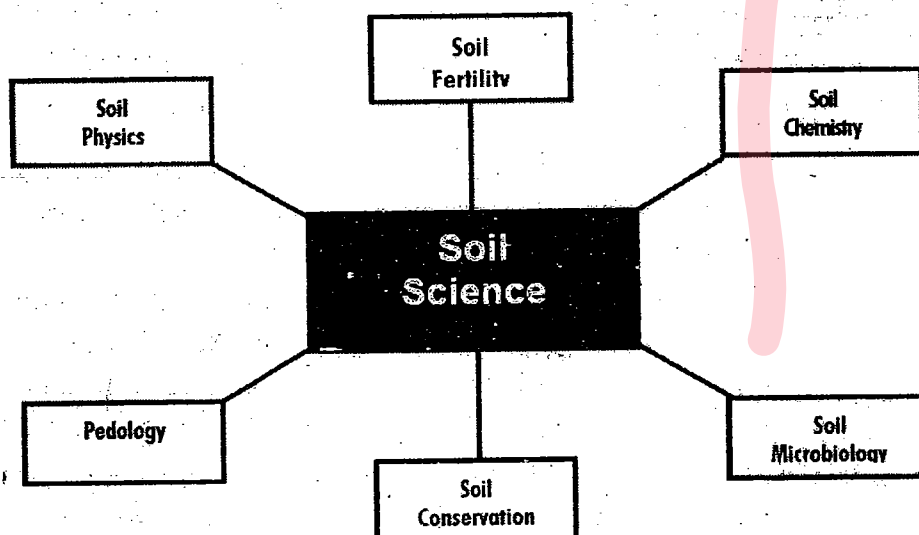 Soil
Fertility
Soil
Physics
Soil
Chemistry
Soil
Science
Pedology
Soil
Microbiology
Soil
Conservation